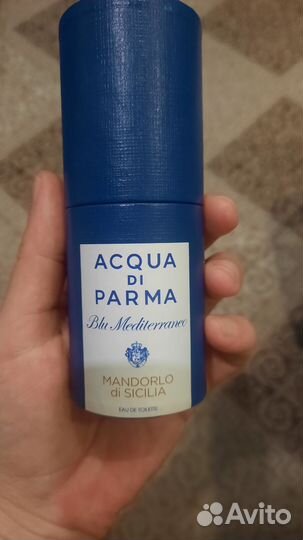 ACQUA
DI
PARMA
Blu Mediterraneo
MANDORLO
di SICILIA
EAU DE TOILETTE
Avito